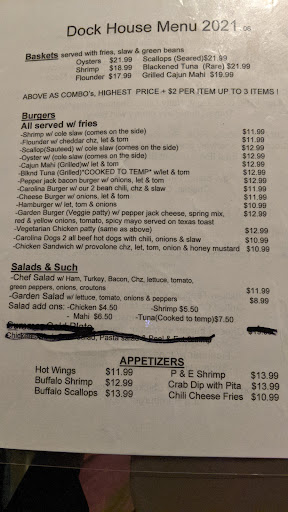 Dock House Menu 2021 .06
Baskets served with fries, slaw & green beans
Oysters $21.99 Scallops (Seared)$21.99
Shrimp $18.99 Blackened Tuna (Rare) $21.99
Flounder $17.99 Grilled Cajun Mahi $19.99
ABOVE AS COMBO's, HIGHEST PRICE + $2 PER ITEM UP TO 3 ITEMS !
Burgers
All served w/ fries
-Shrimp w/ cole slaw (comes on the side) $11.99
-Flounder w/ cheddar chz, let & tom $11.99
-Scallop(Sauteed) w/ cole slaw (comes on the side) $12.99
-Oyster w/ cole slaw (comes on the side) $12.99
-Cajun Mahi (Grilled)w/ let & tom $12.99
-Blknd Tuna (Grilled)*COOKED TO TEMP* w/let & tom $12.99
-Pepper jack bacon burger w/ onions, let & tom $12.99
-Carolina Burger w/ our 2 bean chili, chz & slaw $11.99
-Cheese Burger w/ onions, let & tom $11.99
-Hamburger w/ let, tom & onions $10.99
-Garden Burger (Veggie patty) w/ pepper jack cheese, spring mix, $12.99
red & yellow onions, tomato, spicy mayo served on texas toast
-Vegetarian Chicken patty (same as above) $12.99
-Carolina Dogs 2 all beef hot dogs with chili, onions & slaw $10.99
-Chicken Sandwich w/ provolone chz, let, tom, onion & honey mustard $10.99
Salads & Such
-Chef Salad w/ Ham, Turkey, Bacon, Chz, lettuce, tomato,
green peppers, onions, croutons $11.99
-Garden Salad w/ lettuce, tomato, onions & peppers $8.99
Salad add ons: -Chicken $4.50 -Shrimp $5.50
- Mahi $6.50 -Tuna(Cooked to temp)$7.50
Cold Plate
Pasta
APPETIZERS
Hot Wings $11.99 P & E Shrimp $13.99
Buffalo Shrimp $12.99 Crab Dip with Pita $13.99
Buffalo Scallops $13.99 Chili Cheese Fries $10.99